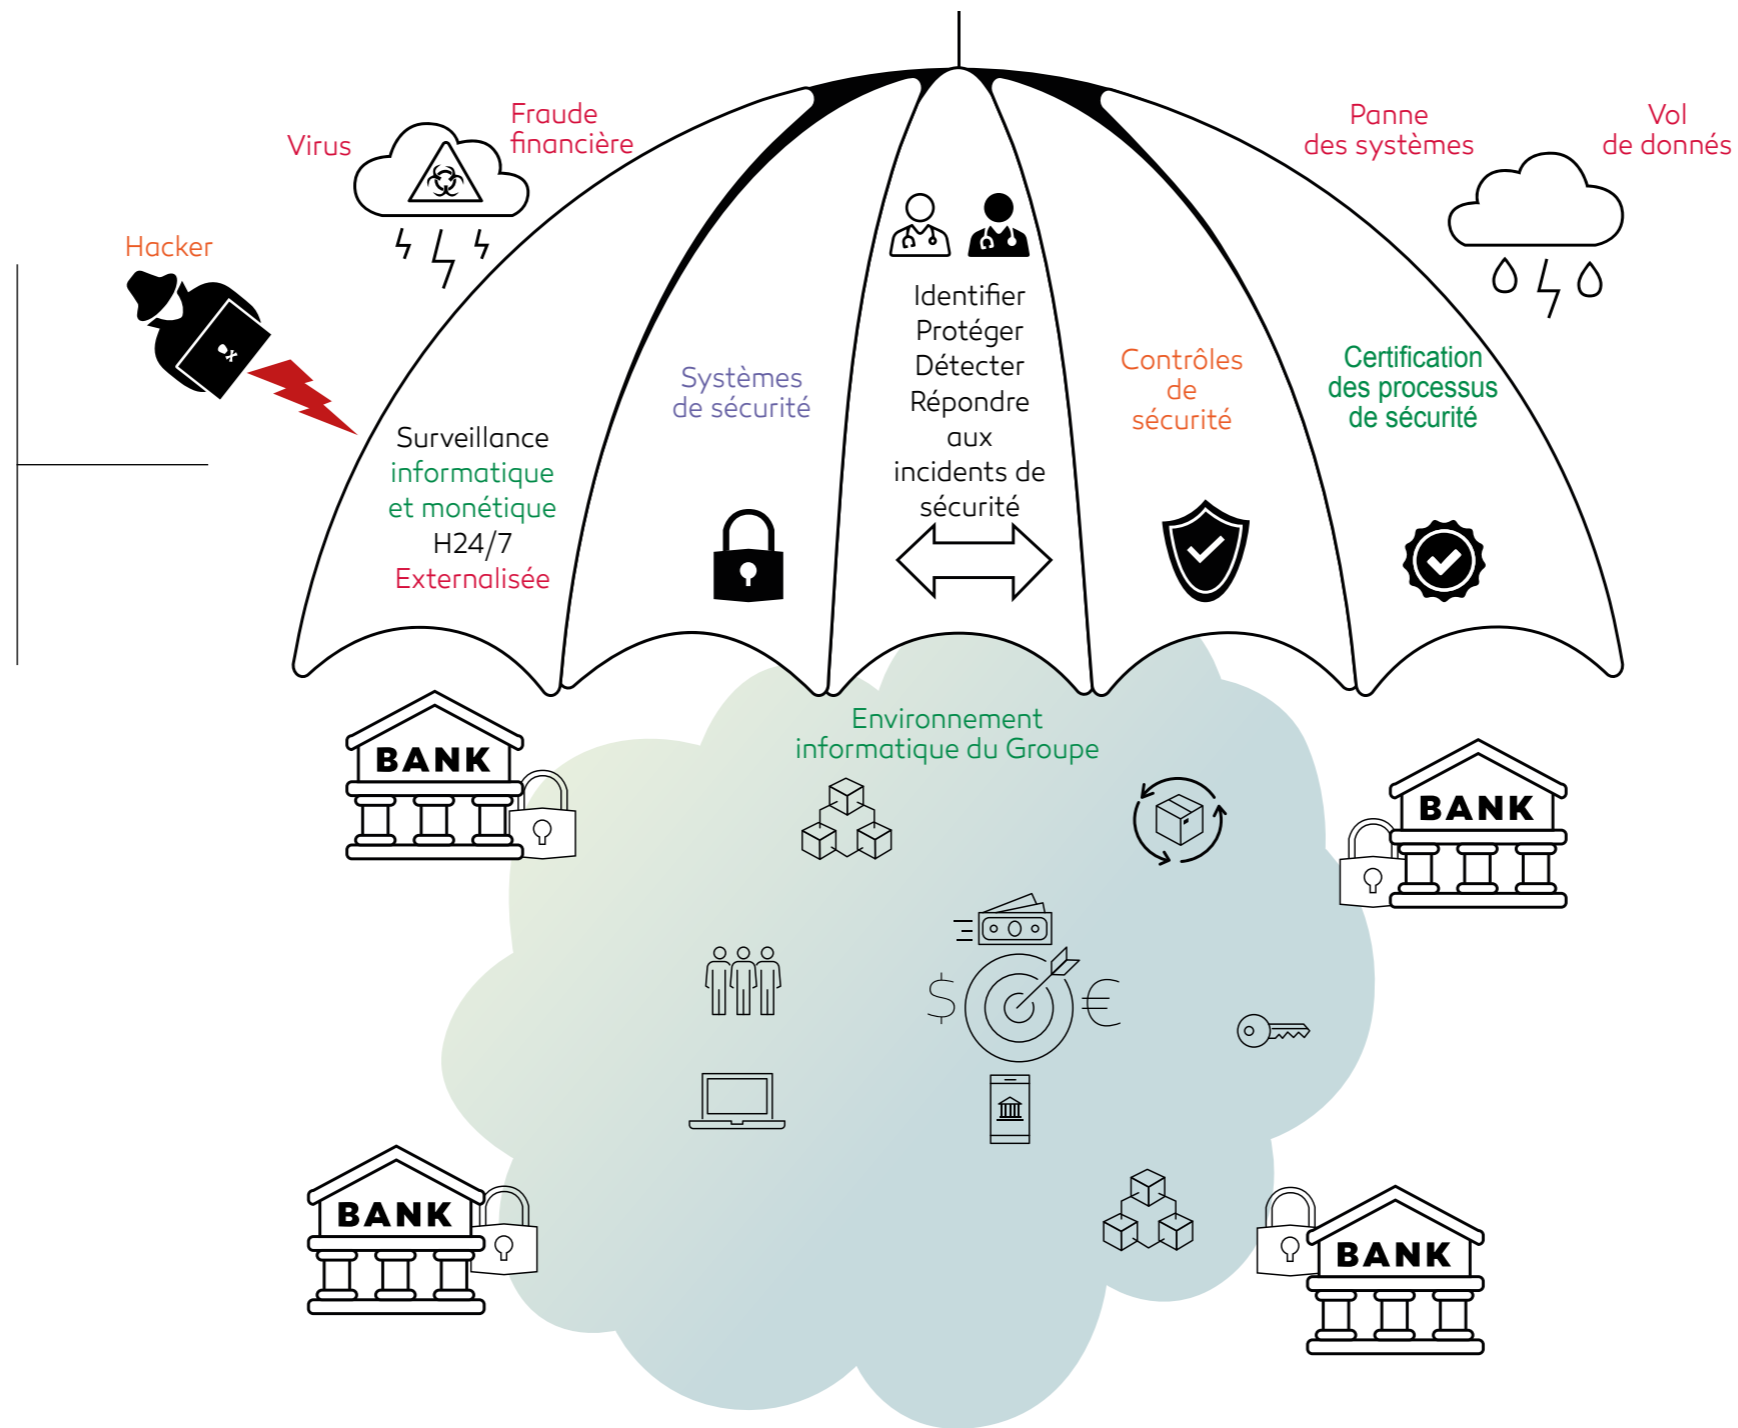 Virus
Fraude
financière
Panne
des systèmes
Vol
de donnés
Hacker
Surveillance
informatique
et monétique
H24/7
Externalisée
Systèmes
de sécurité
Identifier
Protéger
Détecter
Répondre
aux
incidents de
sécurité
Contrôles
de
sécurité
Certification
des processus
de sécurité
Environnement
informatique du Groupe
BANK
BANK
$
€
BANK
BANK